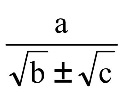 a
√b ± √c